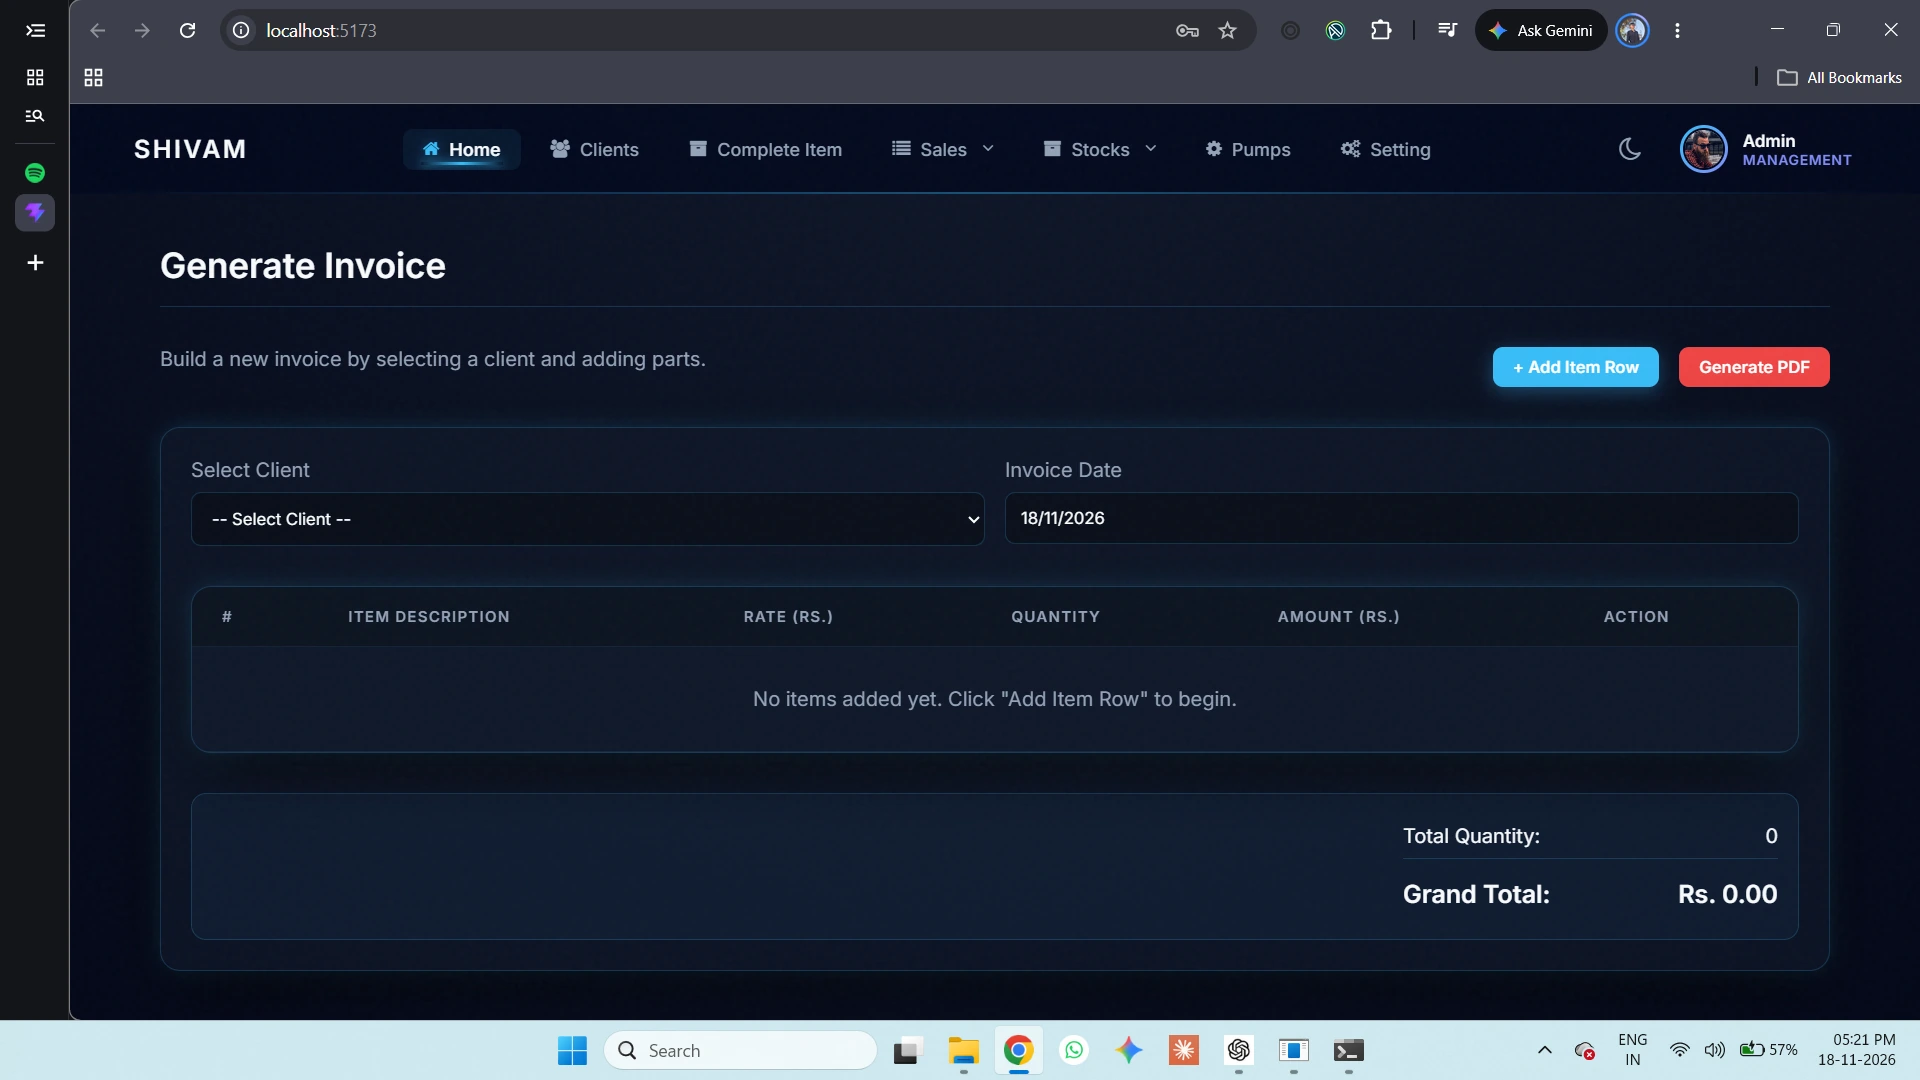 localhost:5173
Ask Gemini
All Bookmarks
SHIVAM
Home
Clients
Complete Item
Sales
Stocks
Pumps
Setting
Admin
MANAGEMENT
Generate Invoice
Build a new invoice by selecting a client and adding parts.
+ Add Item Row
Generate PDF
Select Client
Invoice Date
-- Select Client --
18/11/2026
# ITEM DESCRIPTION RATE (RS.) QUANTITY AMOUNT (RS.) ACTION
No items added yet. Click "Add Item Row" to begin.
Total Quantity: 0
Grand Total: Rs. 0.00
Search
ENG
IN
57%
05:21 PM
18-11-2026